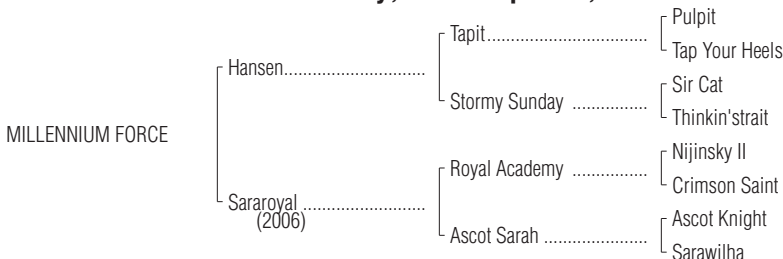 Pulpit
Tapit..................................
Tap Your Heels
Hansen..............................
Sir Cat
Stormy Sunday ................
Thinkin'strait
MILLENNIUM FORCE
Nijinsky II
Royal Academy ................
Crimson Saint
Sararoyal ..........................
(2006)
Ascot Knight
Ascot Sarah ......................
Sarawilha